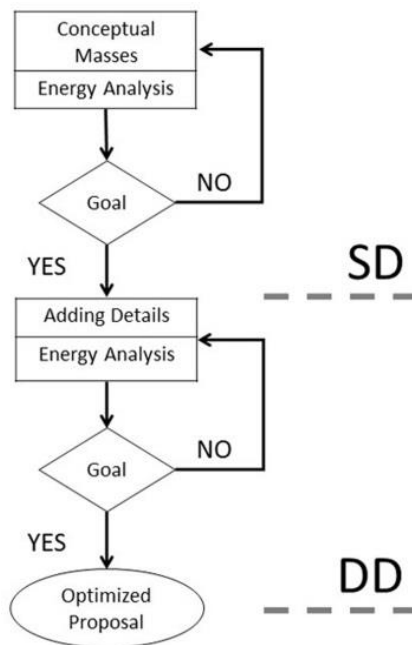 Conceptual
Masses
Energy Analysis
Goal
NO
YES
SD
Adding Details
Energy Analysis
Goal
NO
YES
Optimized
Proposal
DD